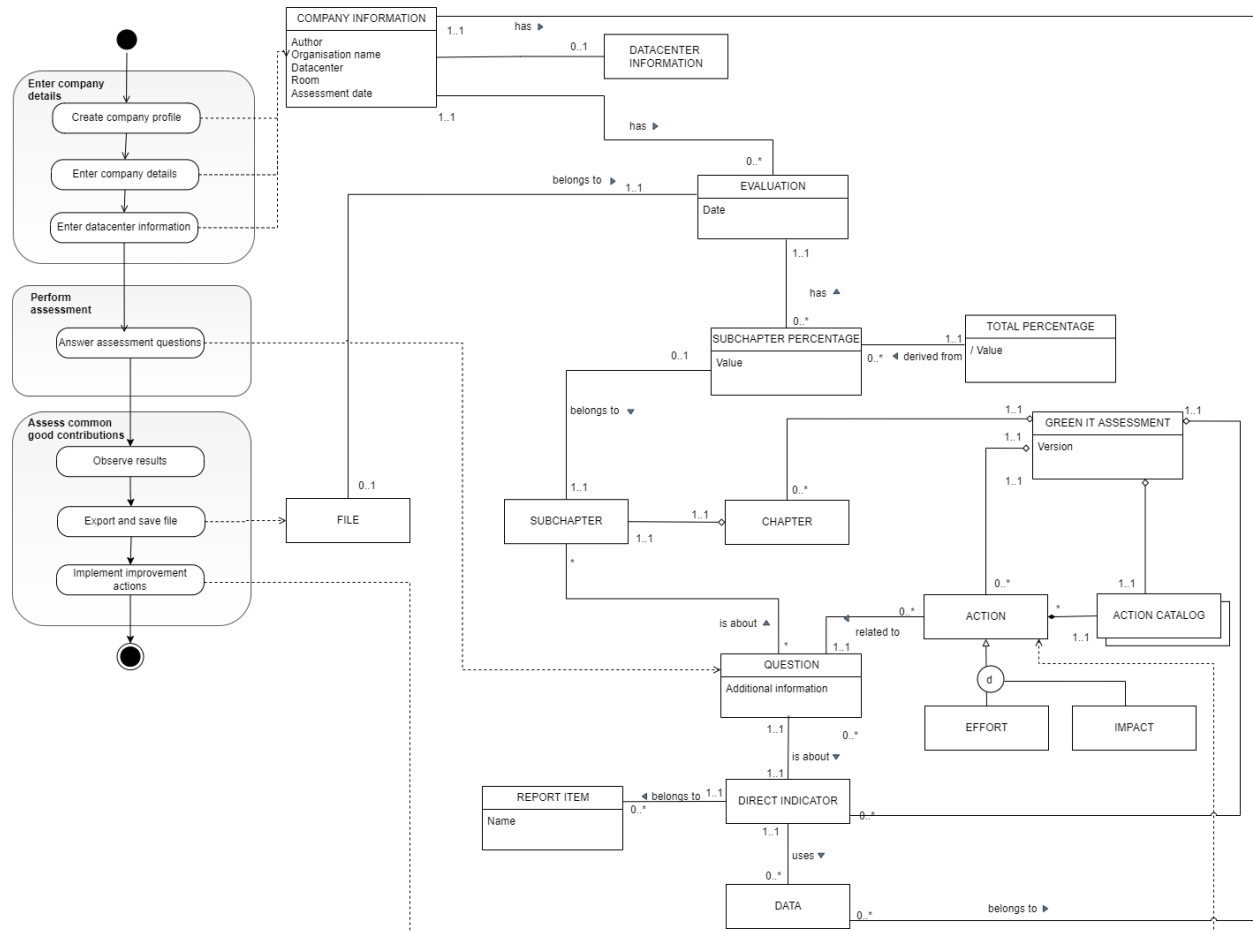 COMPANY INFORMATION
Author
Organisation name
Datacenter
Room
Assessment date
1..1
has
0..1
DATACENTER
INFORMATION
1..1
has
0..*
Enter company
details
Create company profile
Enter company details
Enter datacenter information
belongs to
1..1
EVALUATION
Date
1..1
has
0..*
Perform
assessment
Answer assessment questions
SUBCHAPTER PERCENTAGE
Value
0..*
derived from
1..1
TOTAL PERCENTAGE
/ Value
0..1
belongs to
1..1
Assess common
good contributions
Observe results
Export and save file
Implement improvement
actions
0..1
FILE
1..1
GREEN IT ASSESSMENT
Version
1..1
1..1
1..1
0..*
SUBCHAPTER
1..1
1..1
CHAPTER
*
0..*
1..1
is about
*
0..*
related to
1..1
ACTION
*
1..1
ACTION CATALOG
QUESTION
Additional information
d
EFFORT
IMPACT
1..1
0..*
is about
1..1
REPORT ITEM
Name
0..*
belongs to
1..1
DIRECT INDICATOR
0..*
1..1
uses
0..*
DATA
0..*
belongs to